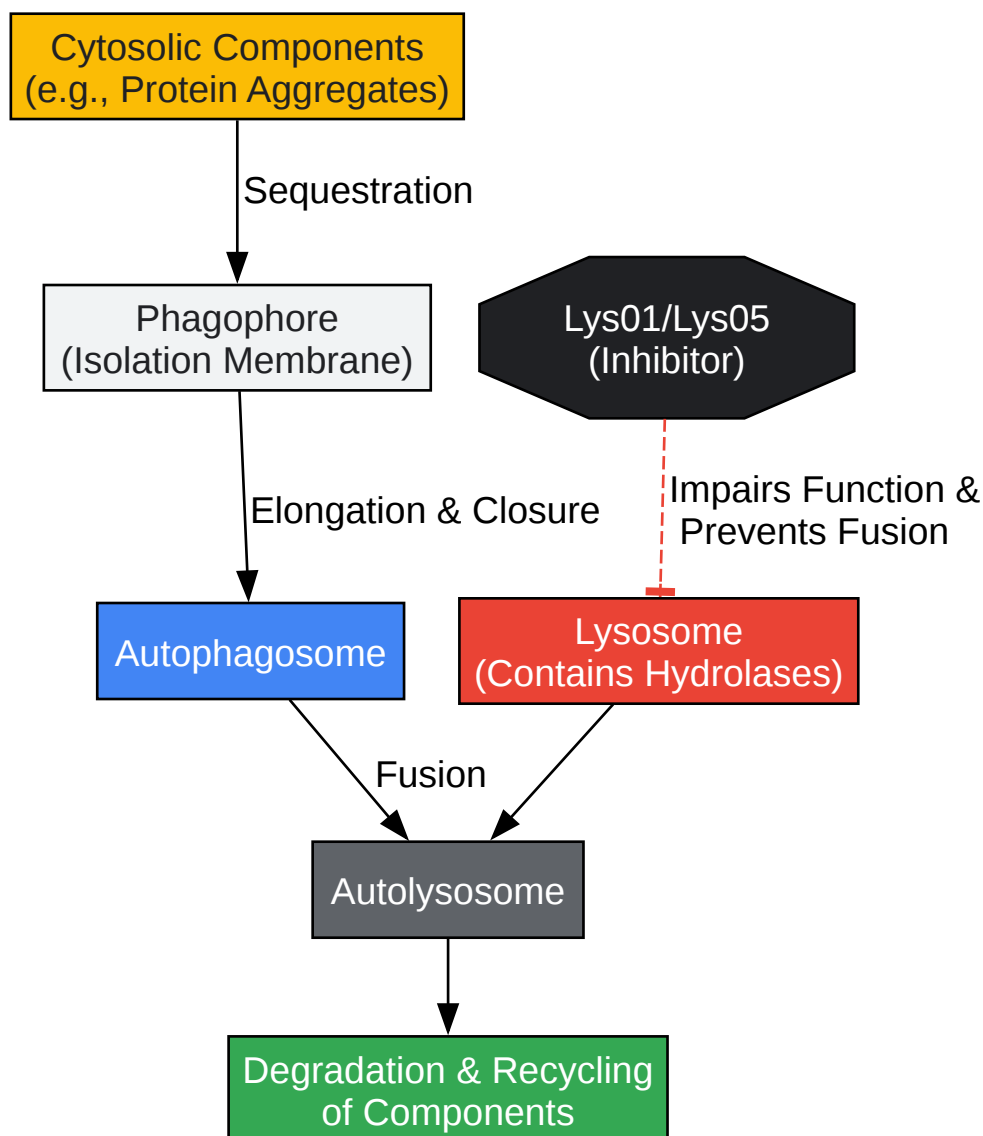 Cytosolic Components
(e.g., Protein Aggregates)
Sequestration
Phagophore
(Isolation Membrane)
Lys01/Lys05
(Inhibitor)
Elongation & Closure
Impairs Function &
Prevents Fusion
Autophagosome
Lysosome
(Contains Hydrolases)
Fusion
Autolysosome
Degradation & Recycling
of Components